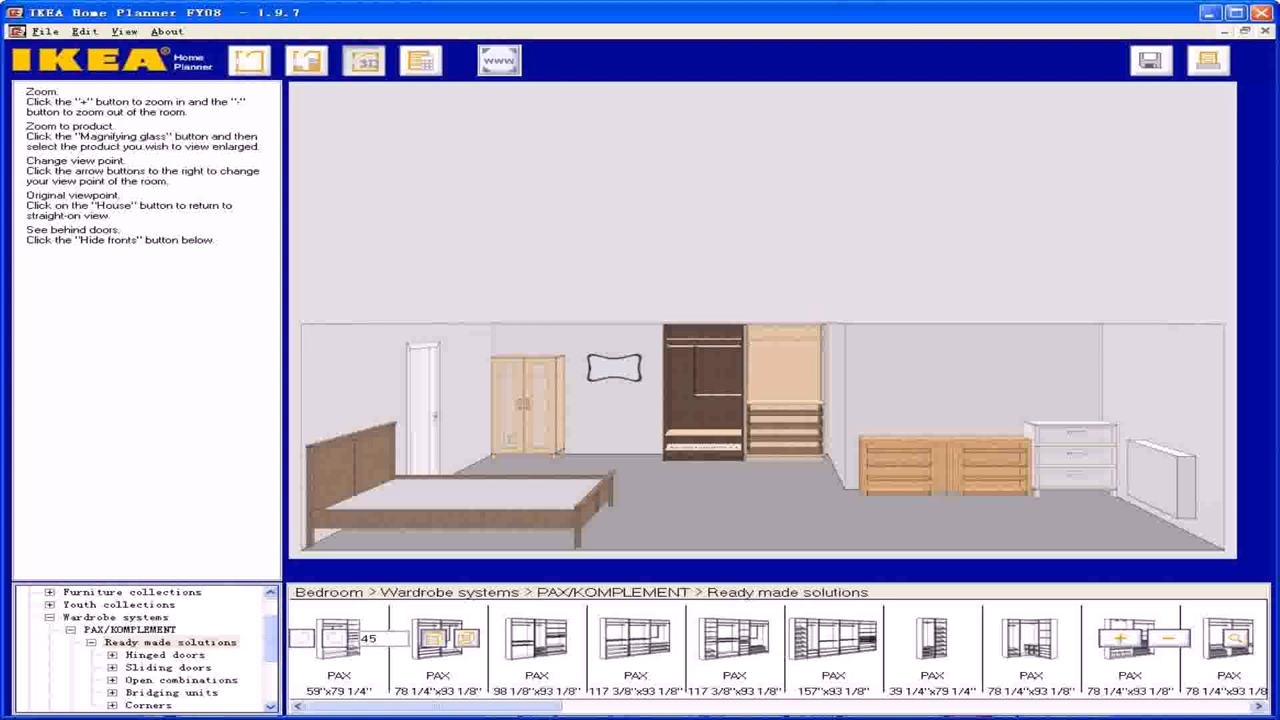 IKEA Home Planner FY08 - 1.9.7
File Edit View About
IKEA® Home Planner
3D
WWW
Zoom.
Click the "+" button to zoom in and the "-"
button to zoom out of the room.
Zoom to product.
Click the "Magnifying glass" button and then
select the product you wish to view enlarged.
Change view point.
Click the arrow buttons to the right to change
your view point of the room.
Original viewpoint.
Click on the "House" button to return to
straight-on view.
See behind doors.
Click the "Hide fronts" button below.
Furniture collections
Youth collections
Wardrobe systems
PAX/KOMPLEMENT
Ready made solutions
Hinged doors
Sliding doors
Open combinations
Bridging units
Corners
Bedroom > Wardrobe systems > PAX/KOMPLEMENT > Ready made solutions
45
PAX PAX PAX PAX PAX PAX PAX PAX PAX PAX
59"x79 1/4" 78 1/4"x93 1/8" 98 1/8"x93 1/8" 117 3/8"x93 1/8" 117 3/8"x93 1/8" 157"x93 1/8" 39 1/4"x79 1/4" 78 1/4"x93 1/8" 78 1/4"x93 1/8" 78 1/4"x93 1/8"